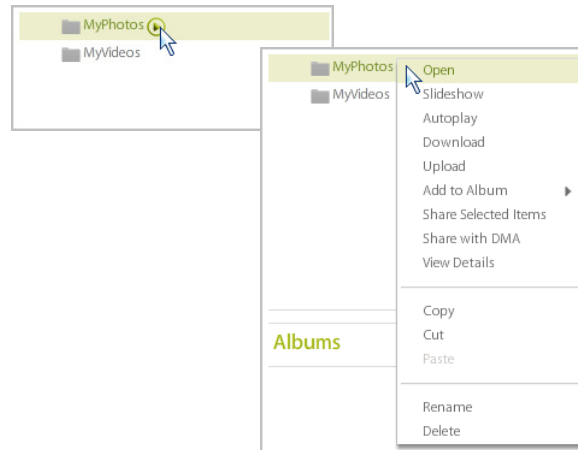 MyPhotos
MyVideos
MyPhotos
MyVideos
Open
Slideshow
Autoplay
Download
Upload
Add to Album
Share Selected Items
Share with DMA
View Details
Copy
Cut
Paste
Rename
Delete
Albums